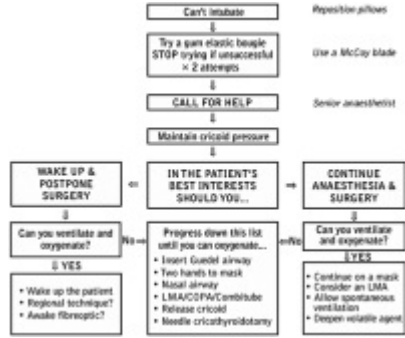 Can't intubate
Reposition pillows
Try a gum elastic bougie
STOP trying if unsuccessful
× 2 attempts
Use a McCoy blade
CALL FOR HELP
Senior anaesthetist
Maintain cricoid pressure
WAKE UP &
POSTPONE
SURGERY
IN THE PATIENT'S
BEST INTERESTS
SHOULD YOU...
CONTINUE
ANAESTHESIA &
SURGERY
Can you ventilate and
oxygenate?
No
Progress down this list
until you can oxygenate...
• Insert Guedel airway
• Two hands to mask
• Nasal airway
• LMA/COPA/Combitube
• Release cricoid
• Needle cricothyroidotomy
No
Can you ventilate
and oxygenate?
YES
• Wake up the patient
• Regional technique?
• Awake fibreoptic?
YES
• Continue on a mask
• Consider an LMA
• Allow spontaneous
ventilation
• Deepen volatile agent